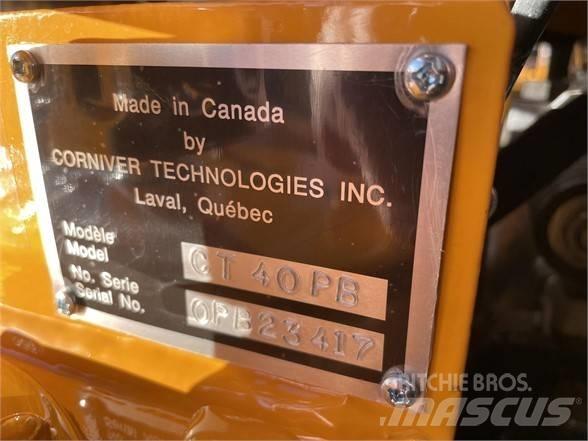 Made in Canada
by
CORNIVER TECHNOLOGIES INC.
Laval, Québec
Modèle
Model
CT 40PB
No. Serie
Serial No.
0PB23417
RITCHIE BROS.
MASCUS